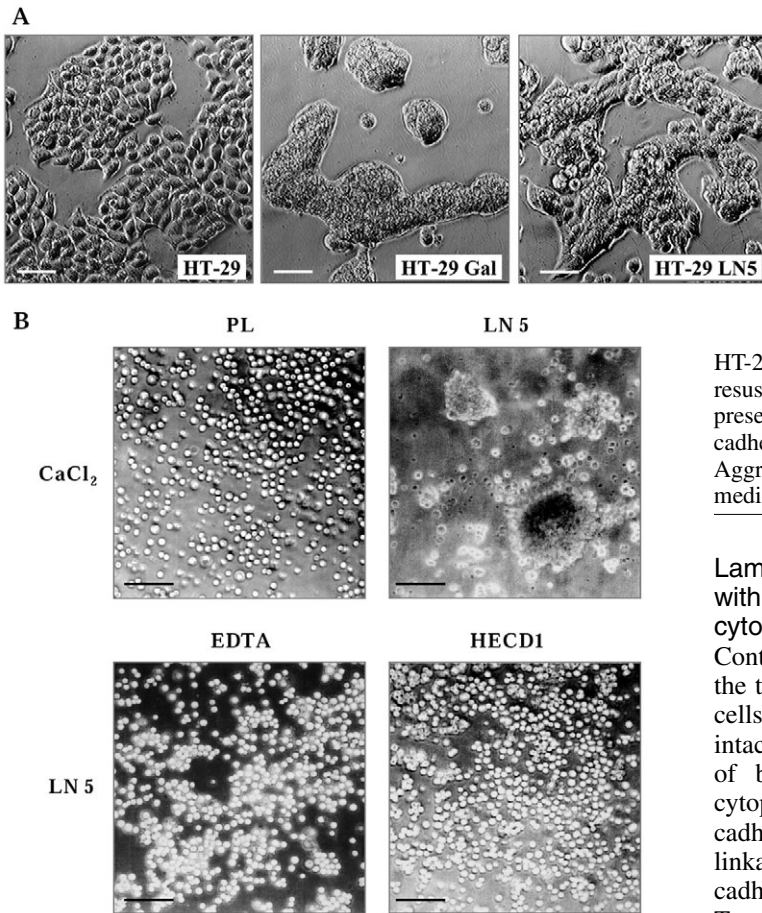 A
HT-29
HT-29 Gal
HT-29 LN5
B
PL
LN 5
CaCl₂
EDTA
HECD1
LN 5
HT-2
resus
prese
cadhe
Aggr
medi
Lam
with
cyto
Cont
the t
cells
intac
of b
cytop
cadh
linka
cadh